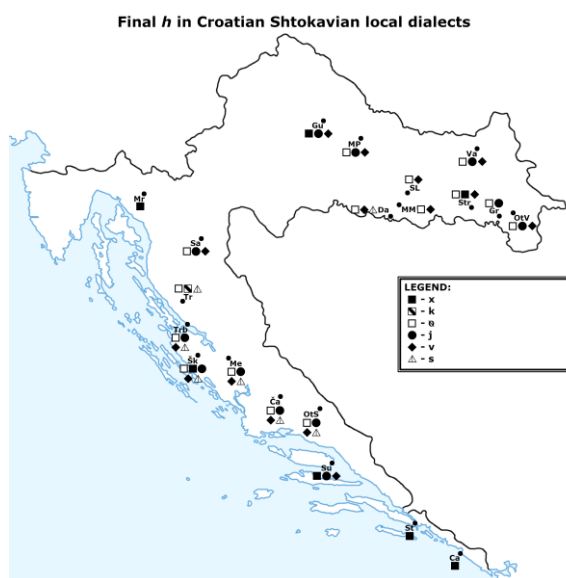 Final h in Croatian Shtokavian local dialects
Gu
MP
Va
SL
Mr
Str
Gr
OtV
Da
MM
Sa
Tr
LEGEND:
- x
- k
- ∅
- j
- v
- s
Trb
Šk
Me
Ča
OtS
Su
St
Ca